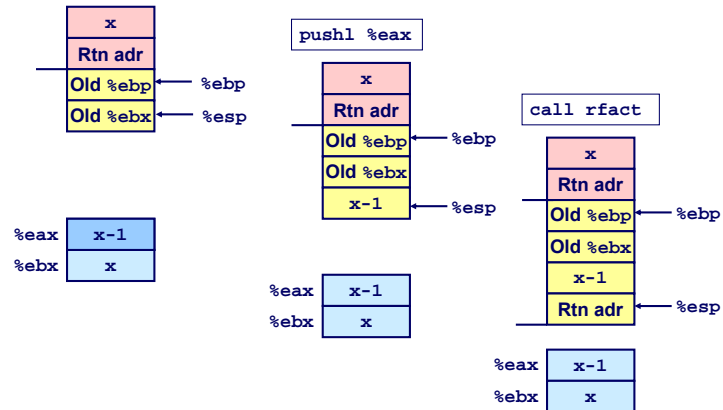 x
Rtn adr
Old %ebp
%ebp
Old %ebx
%esp
%eax
x-1
%ebx
x
pushl %eax
x
Rtn adr
Old %ebp
%ebp
Old %ebx
x-1
%esp
%eax
x-1
%ebx
x
call rfact
x
Rtn adr
Old %ebp
%ebp
Old %ebx
x-1
Rtn adr
%esp
%eax
x-1
%ebx
x